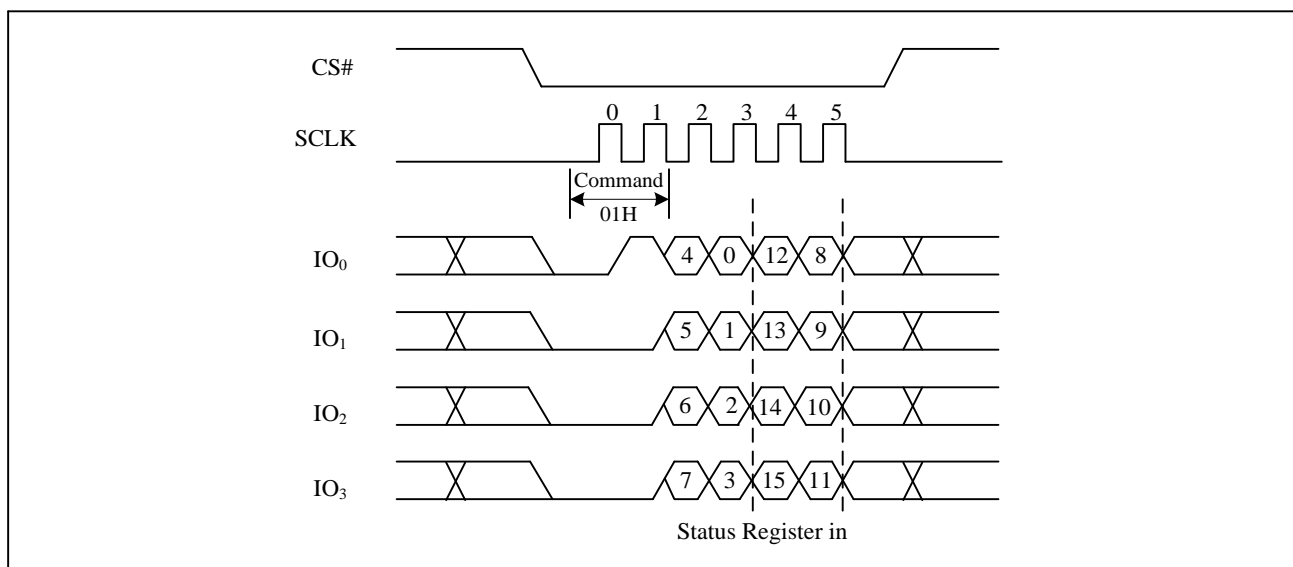 CS#
0 1 2 3 4 5
SCLK
Command
01H
IO0 4 0 12 8
IO1 5 1 13 9
IO2 6 2 14 10
IO3 7 3 15 11
Status Register in